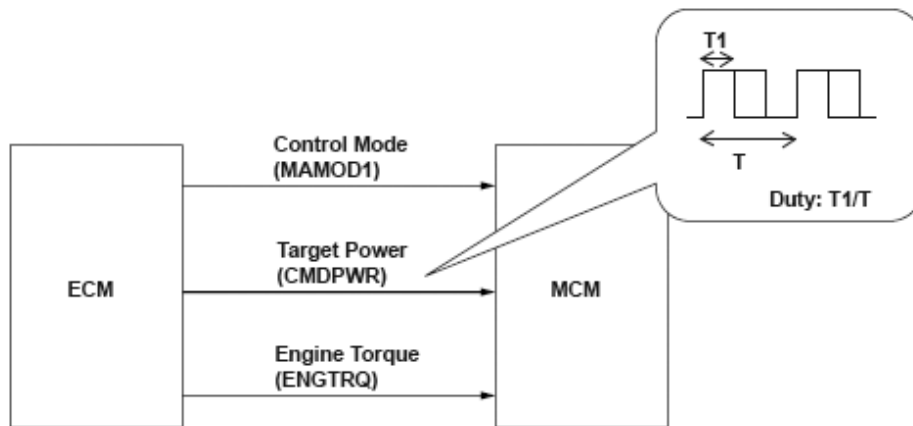 T1
T
Duty: T1/T
Control Mode
(MAMOD1)
Target Power
(CMDPWR)
ECM
MCM
Engine Torque
(ENGTRQ)